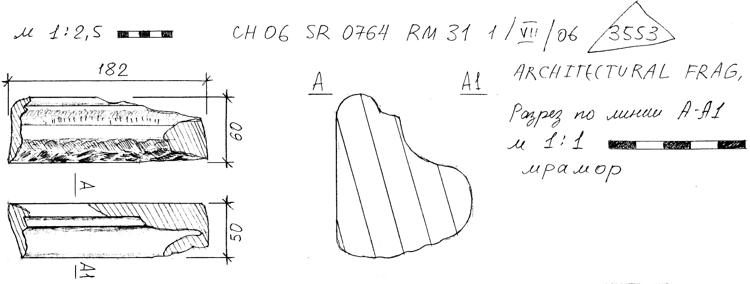 м 1:2,5
CH 06 SR 0764 RM 31 1/VII/06 3553
ARCHITECTURAL FRAG,
182
A A1
Разрез по линии A-A1
м 1:1
мрамор
60
A
50
A1